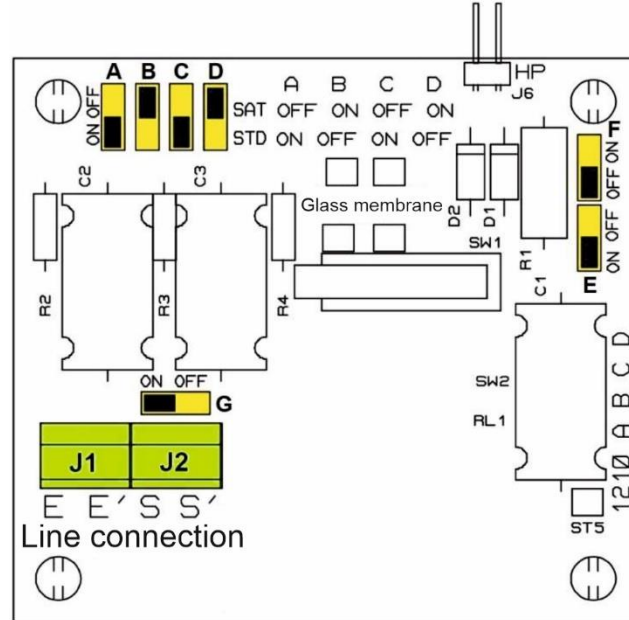 A B C D
ON OFF
A B C D
SAT OFF ON OFF ON
STD ON OFF ON OFF
HP
J6
F
OFF ON
ON OFF
E
C2
C3
Glass membrane
D2
D1
SW1
R1
C1
R2
R3
R4
ON OFF
G
SW2
RL1
J1 J2
E E′ S S′
Line connection
1210 A B C D
ST5